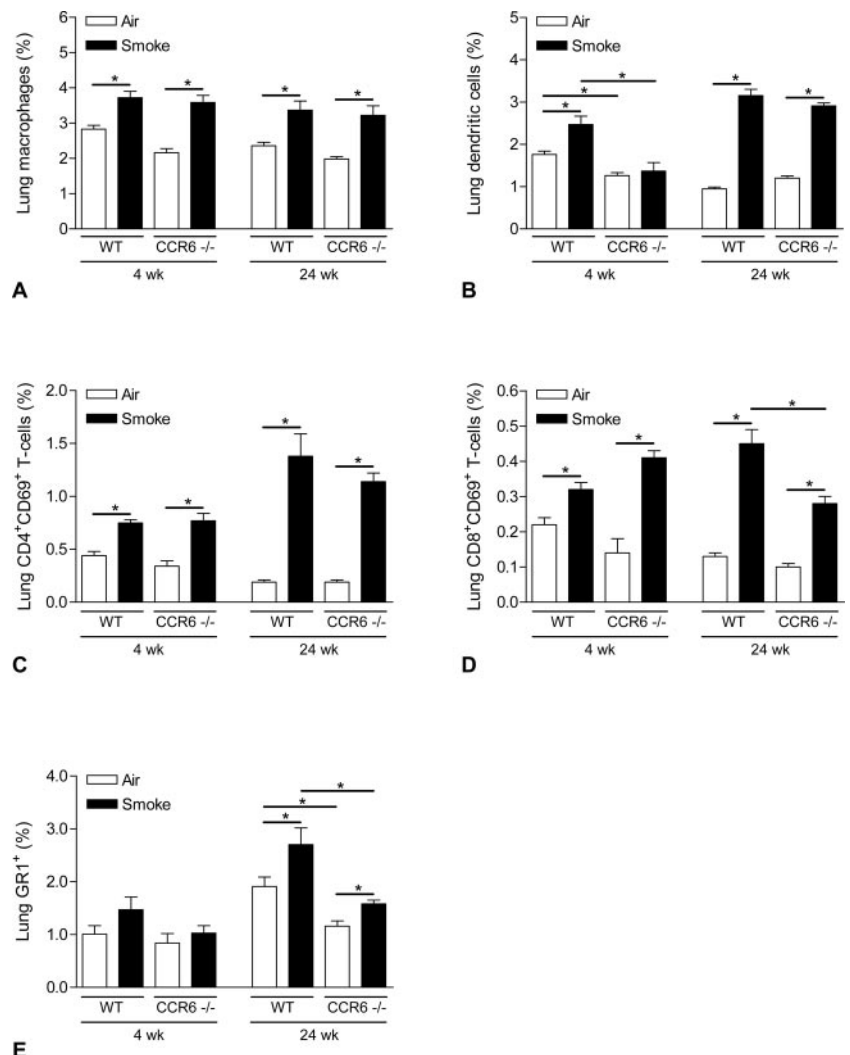 Lung macrophages (%)
6
5
4
3
2
1
0
Air
Smoke
*
*
*
*
WT
CCR6 -/-
WT
CCR6 -/-
4 wk
24 wk
A
Lung dendritic cells (%)
5
4
3
2
1
0
Air
Smoke
*
*
*
*
*
WT
CCR6 -/-
WT
CCR6 -/-
4 wk
24 wk
B
Lung CD4+CD69+ T-cells (%)
2.0
1.5
1.0
0.5
0.0
Air
Smoke
*
*
*
*
WT
CCR6 -/-
WT
CCR6 -/-
4 wk
24 wk
C
Lung CD8+CD69+ T-cells (%)
0.6
0.5
0.4
0.3
0.2
0.1
0.0
Air
Smoke
*
*
*
*
*
WT
CCR6 -/-
WT
CCR6 -/-
4 wk
24 wk
D
Lung GR1+ (%)
4.0
3.0
2.0
1.0
0.0
Air
Smoke
*
*
*
*
WT
CCR6 -/-
WT
CCR6 -/-
4 wk
24 wk
E